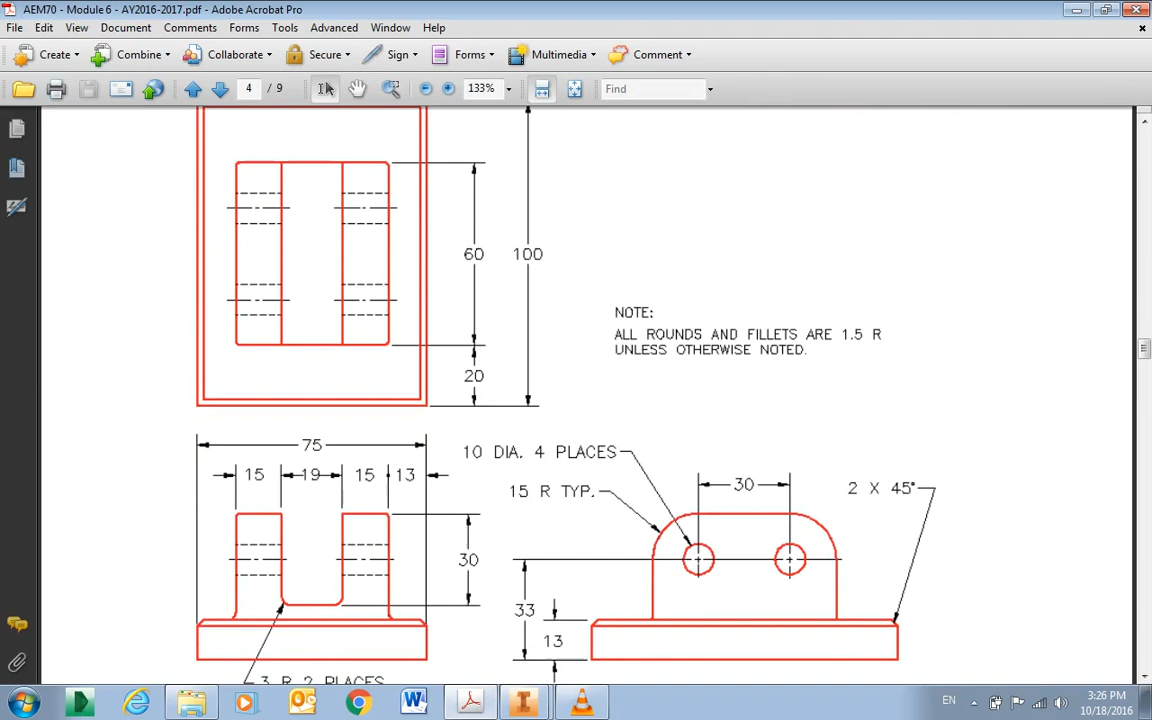 AEM70 - Module 6 - AY2016-2017.pdf - Adobe Acrobat Pro
File Edit View Document Comments Forms Tools Advanced Window Help
Create Combine Collaborate Secure Sign Forms Multimedia Comment
4 / 9 133% Find
60 100
NOTE:
ALL ROUNDS AND FILLETS ARE 1.5 R
UNLESS OTHERWISE NOTED.
20
75
10 DIA. 4 PLACES
15 19 15 13
30
15 R TYP.
2 X 45°
30
33
13
3 R 2 PLACES
EN
3:26 PM
10/18/2016